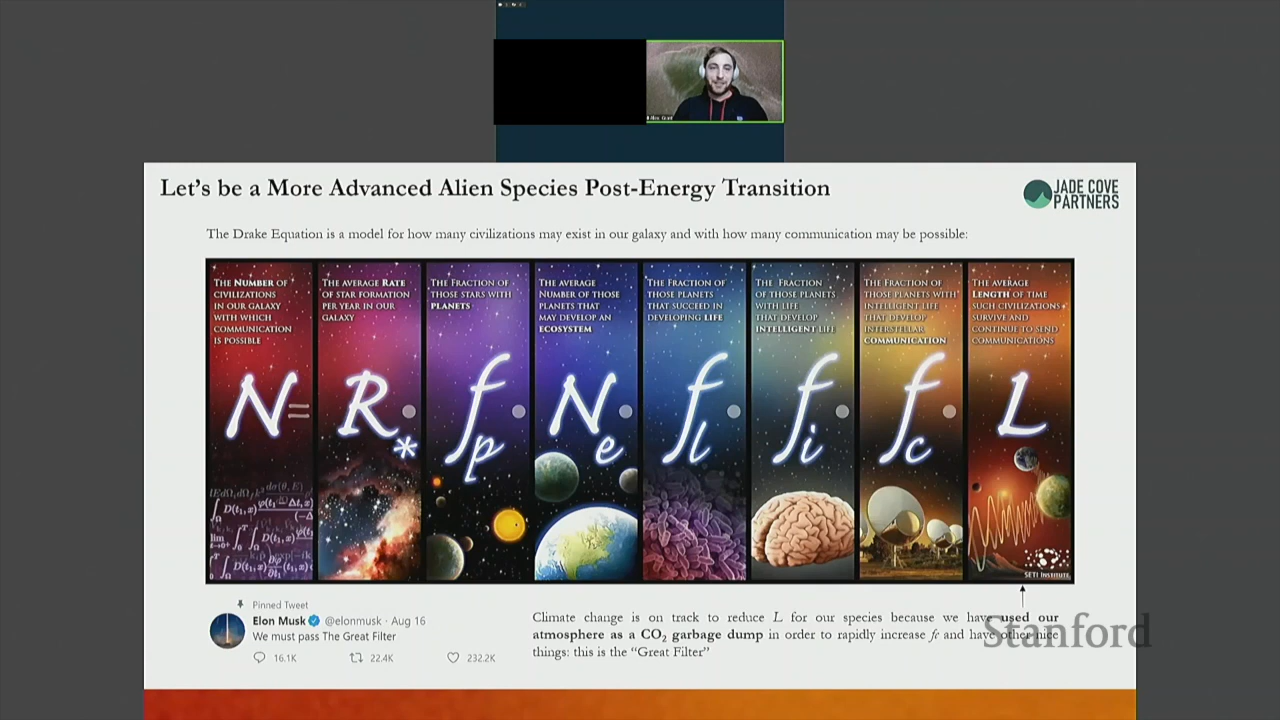 Let's be a More Advanced Alien Species Post-Energy Transition
JADE COVE
PARTNERS
The Drake Equation is a model for how many civilizations may exist in our galaxy and with how many communication may be possible:
THE NUMBER OF
CIVILIZATIONS
IN OUR GALAXY
WITH WHICH
COMMUNICATION
IS POSSIBLE
N=
THE AVERAGE RATE
OF STAR FORMATION
PER YEAR IN OUR
GALAXY
R*
THE FRACTION OF
THOSE STARS WITH
PLANETS
fp
THE AVERAGE
NUMBER OF THOSE
PLANETS THAT
MAY DEVELOP AN
ECOSYSTEM
Ne
THE FRACTION OF
THOSE PLANETS
THAT SUCCEED IN
DEVELOPING LIFE
fl
THE FRACTION
OF THOSE PLANETS
WITH LIFE
THAT DEVELOP
INTELLIGENT LIFE
fi
THE FRACTION OF
THOSE PLANETS WITH
INTELLIGENT LIFE
THAT DEVELOP
INTERSTELLAR
COMMUNICATION
fc
THE AVERAGE
LENGTH OF TIME
SUCH CIVILIZATIONS
SURVIVE AND
CONTINUE TO SEND
COMMUNICATIONS
L
SETI INSTITUTE
Pinned Tweet
Elon Musk @elonmusk · Aug 16
We must pass The Great Filter
16.1K 22.4K 232.2K
Climate change is on track to reduce L for our species because we have used our
atmosphere as a CO₂ garbage dump in order to rapidly increase fc and have other nice
things: this is the “Great Filter”
Stanford